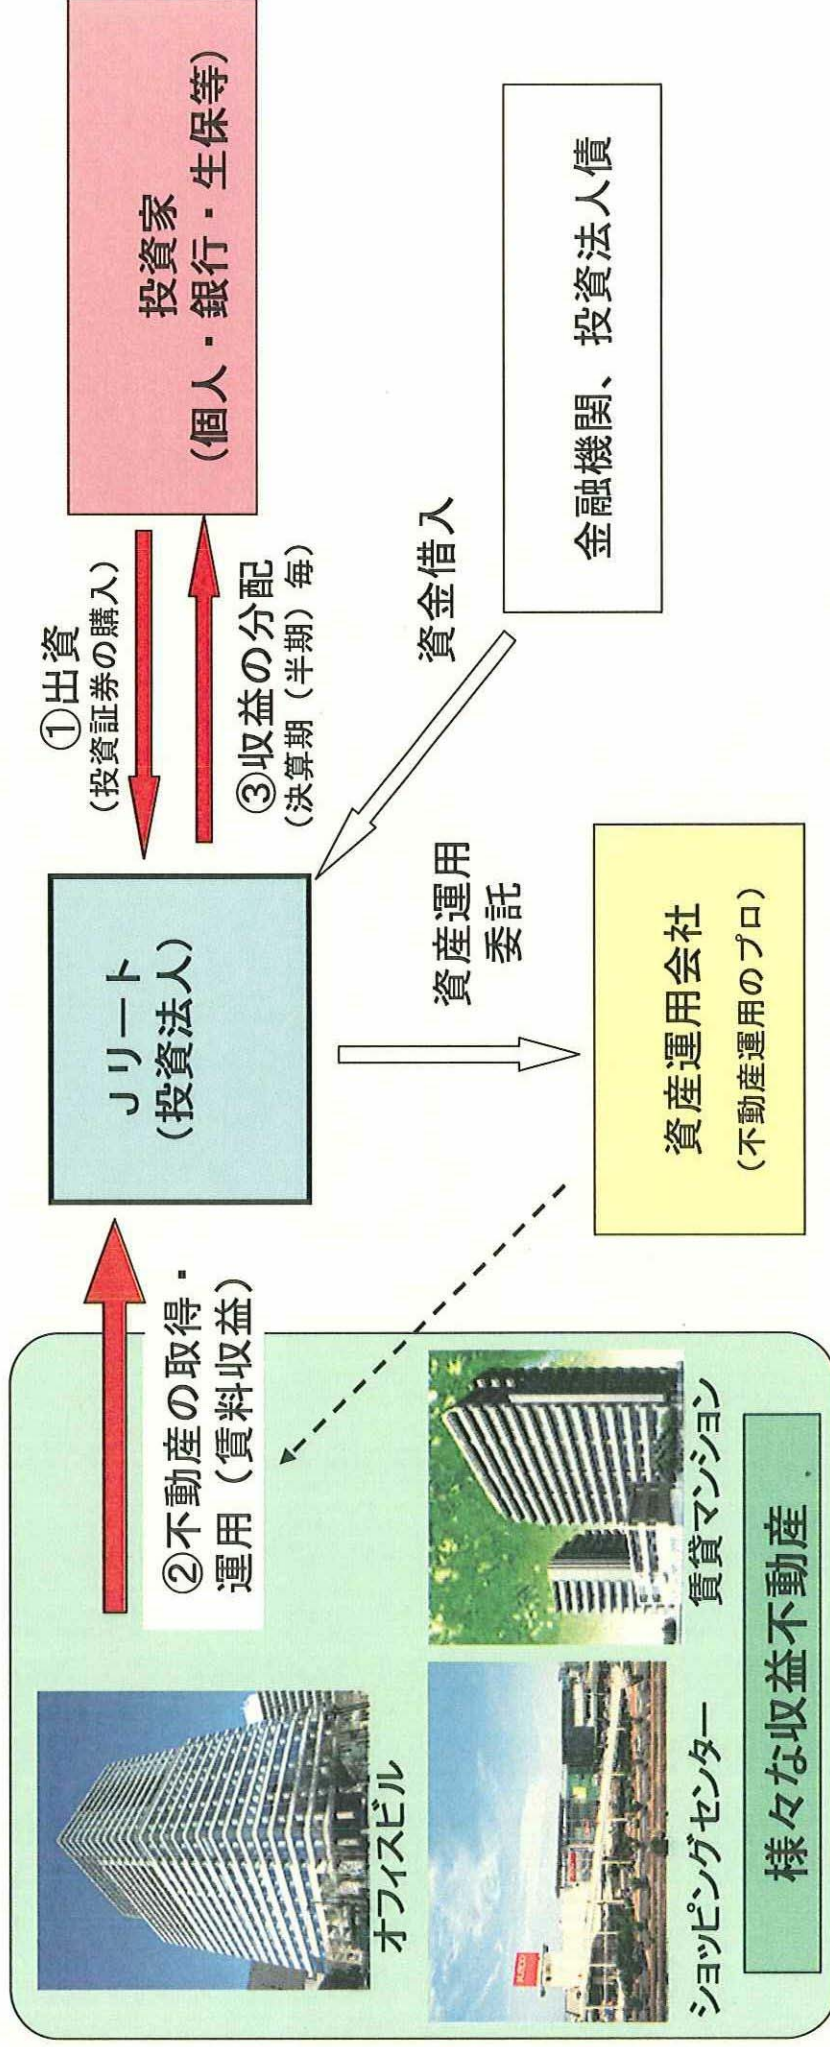 ②不動産の取得・
運用(賃料収益)
オフィスビル
ショッピングセンター
賃貸マンション
様々な収益不動産
Jリート
(投資法人)
①出資
(投資証券の購入)
③収益の分配
(決算期(半期)毎)
投資家
(個人・銀行・生保等)
資産運用
委託
資金借入
資産運用会社
(不動産運用のプロ)
金融機関、投資法人債